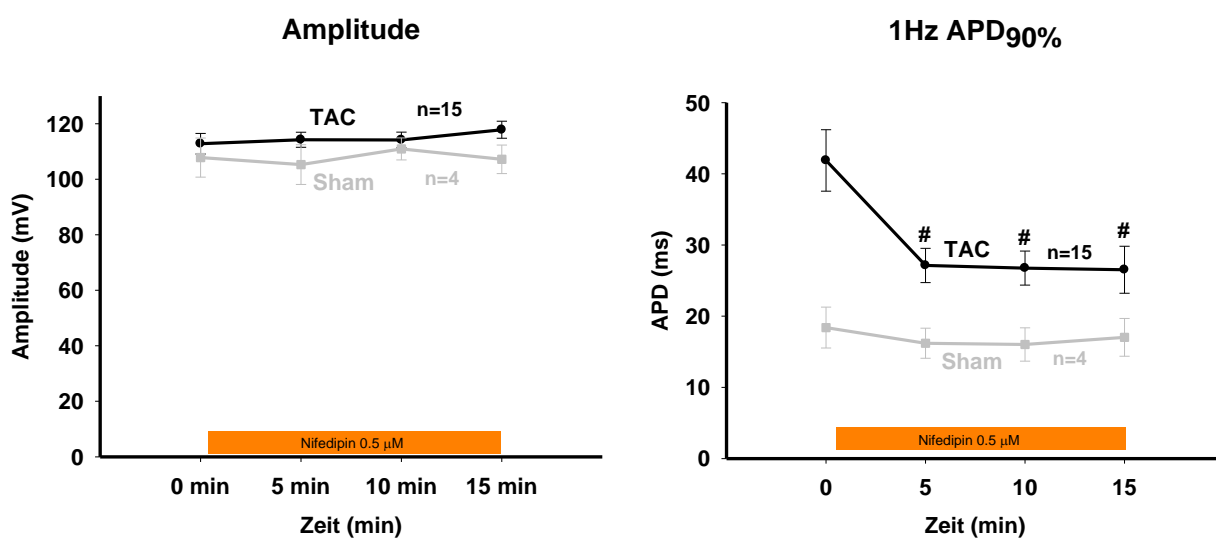 Amplitude
120
100
80
60
40
20
0
Amplitude (mV)
TAC
n=15
Sham
n=4
Nifedipin 0.5 μM
0 min 5 min 10 min 15 min
Zeit (min)
1Hz APD90%
50
40
30
20
10
0
APD (ms)
# # #
TAC
n=15
Sham
n=4
Nifedipin 0.5 μM
0 5 10 15
Zeit (min)